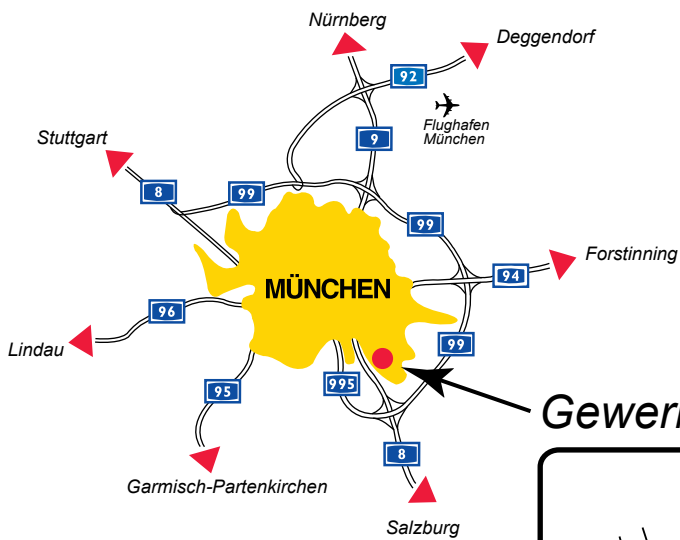 Nürnberg
Deggendorf
92
Flughafen
München
9
Stuttgart
8
99
99
Forstinning
94
MÜNCHEN
96
Lindau
99
995
95
8
Garmisch-Partenkirchen
Salzburg